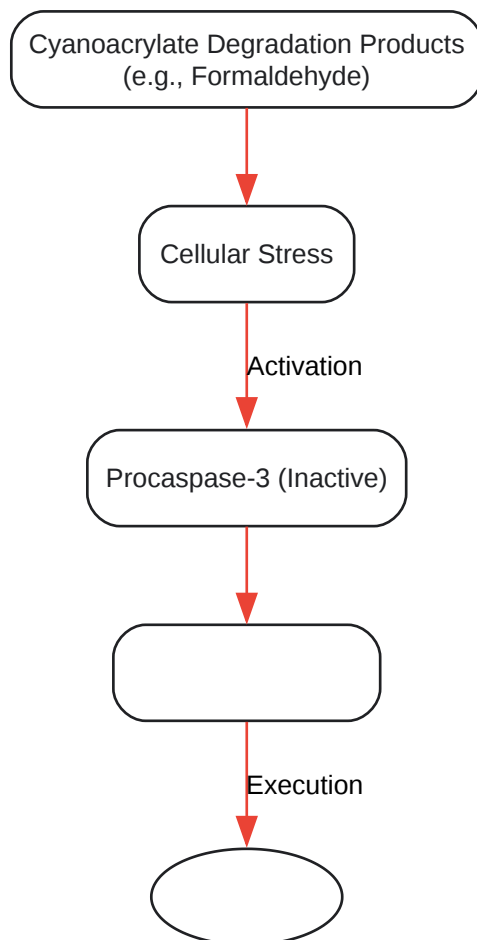 Cyanoacrylate Degradation Products
(e.g., Formaldehyde)
Cellular Stress
Activation
Procaspase-3 (Inactive)
Execution